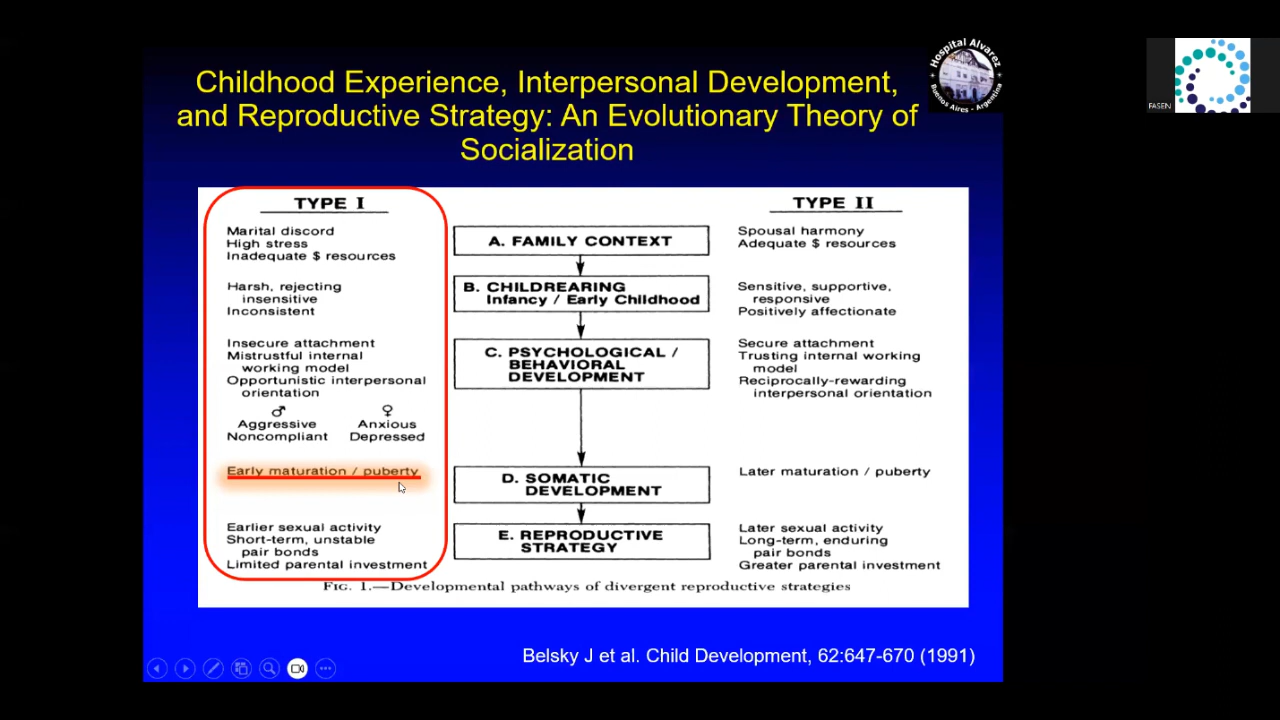 Childhood Experience, Interpersonal Development,
and Reproductive Strategy: An Evolutionary Theory of
Socialization
Hospital Alvarez
Buenos Aires - Argentina
FASEN
TYPE I
Marital discord
High stress
Inadequate $ resources
Harsh, rejecting
insensitive
Inconsistent
Insecure attachment
Mistrustful internal
working model
Opportunistic interpersonal
orientation
♂ ♀
Aggressive Anxious
Noncompliant Depressed
Early maturation / puberty
Earlier sexual activity
Short-term, unstable
pair bonds
Limited parental investment
A. FAMILY CONTEXT
B. CHILDREARING
Infancy / Early Childhood
C. PSYCHOLOGICAL /
BEHAVIORAL
DEVELOPMENT
D. SOMATIC
DEVELOPMENT
E. REPRODUCTIVE
STRATEGY
TYPE II
Spousal harmony
Adequate $ resources
Sensitive, supportive,
responsive
Positively affectionate
Secure attachment
Trusting internal working
model
Reciprocally-rewarding
interpersonal orientation
Later maturation / puberty
Later sexual activity
Long-term, enduring
pair bonds
Greater parental investment
FIG. 1.—Developmental pathways of divergent reproductive strategies
Belsky J et al. Child Development, 62:647-670 (1991)